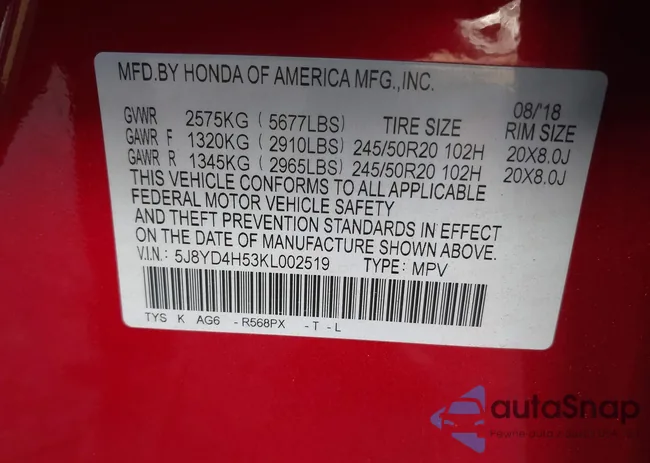 MFD.BY HONDA OF AMERICA MFG.,INC.
08/'18
GVWR 2575KG (5677LBS) TIRE SIZE RIM SIZE
GAWR F 1320KG (2910LBS) 245/50R20 102H 20X8.0J
GAWR R 1345KG (2965LBS) 245/50R20 102H 20X8.0J
THIS VEHICLE CONFORMS TO ALL APPLICABLE
FEDERAL MOTOR VEHICLE SAFETY
AND THEFT PREVENTION STANDARDS IN EFFECT
ON THE DATE OF MANUFACTURE SHOWN ABOVE.
V.I.N.: 5J8YD4H53KL002519 TYPE: MPV
TYS K AG6 -R568PX -T -L
autoSnap